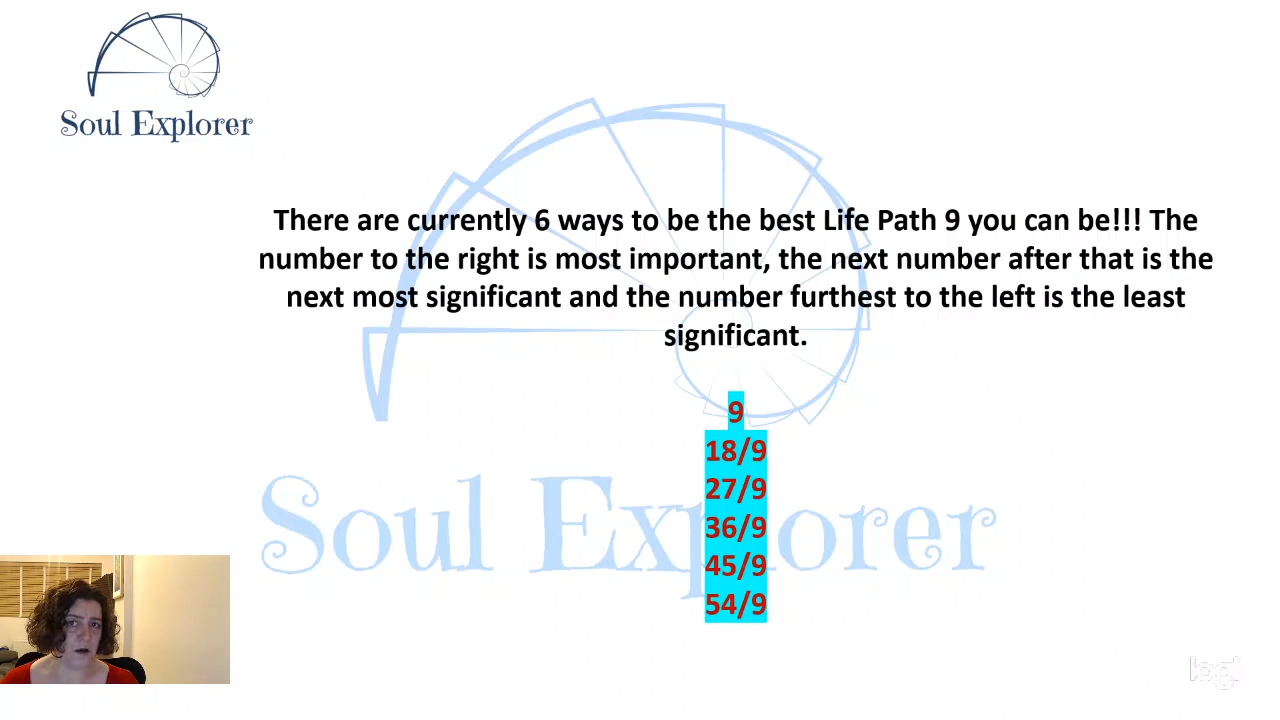 Soul Explorer
There are currently 6 ways to be the best Life Path 9 you can be!!! The
number to the right is most important, the next number after that is the
next most significant and the number furthest to the left is the least
significant.
9
18/9
27/9
36/9
45/9
54/9
Soul Explorer
logi